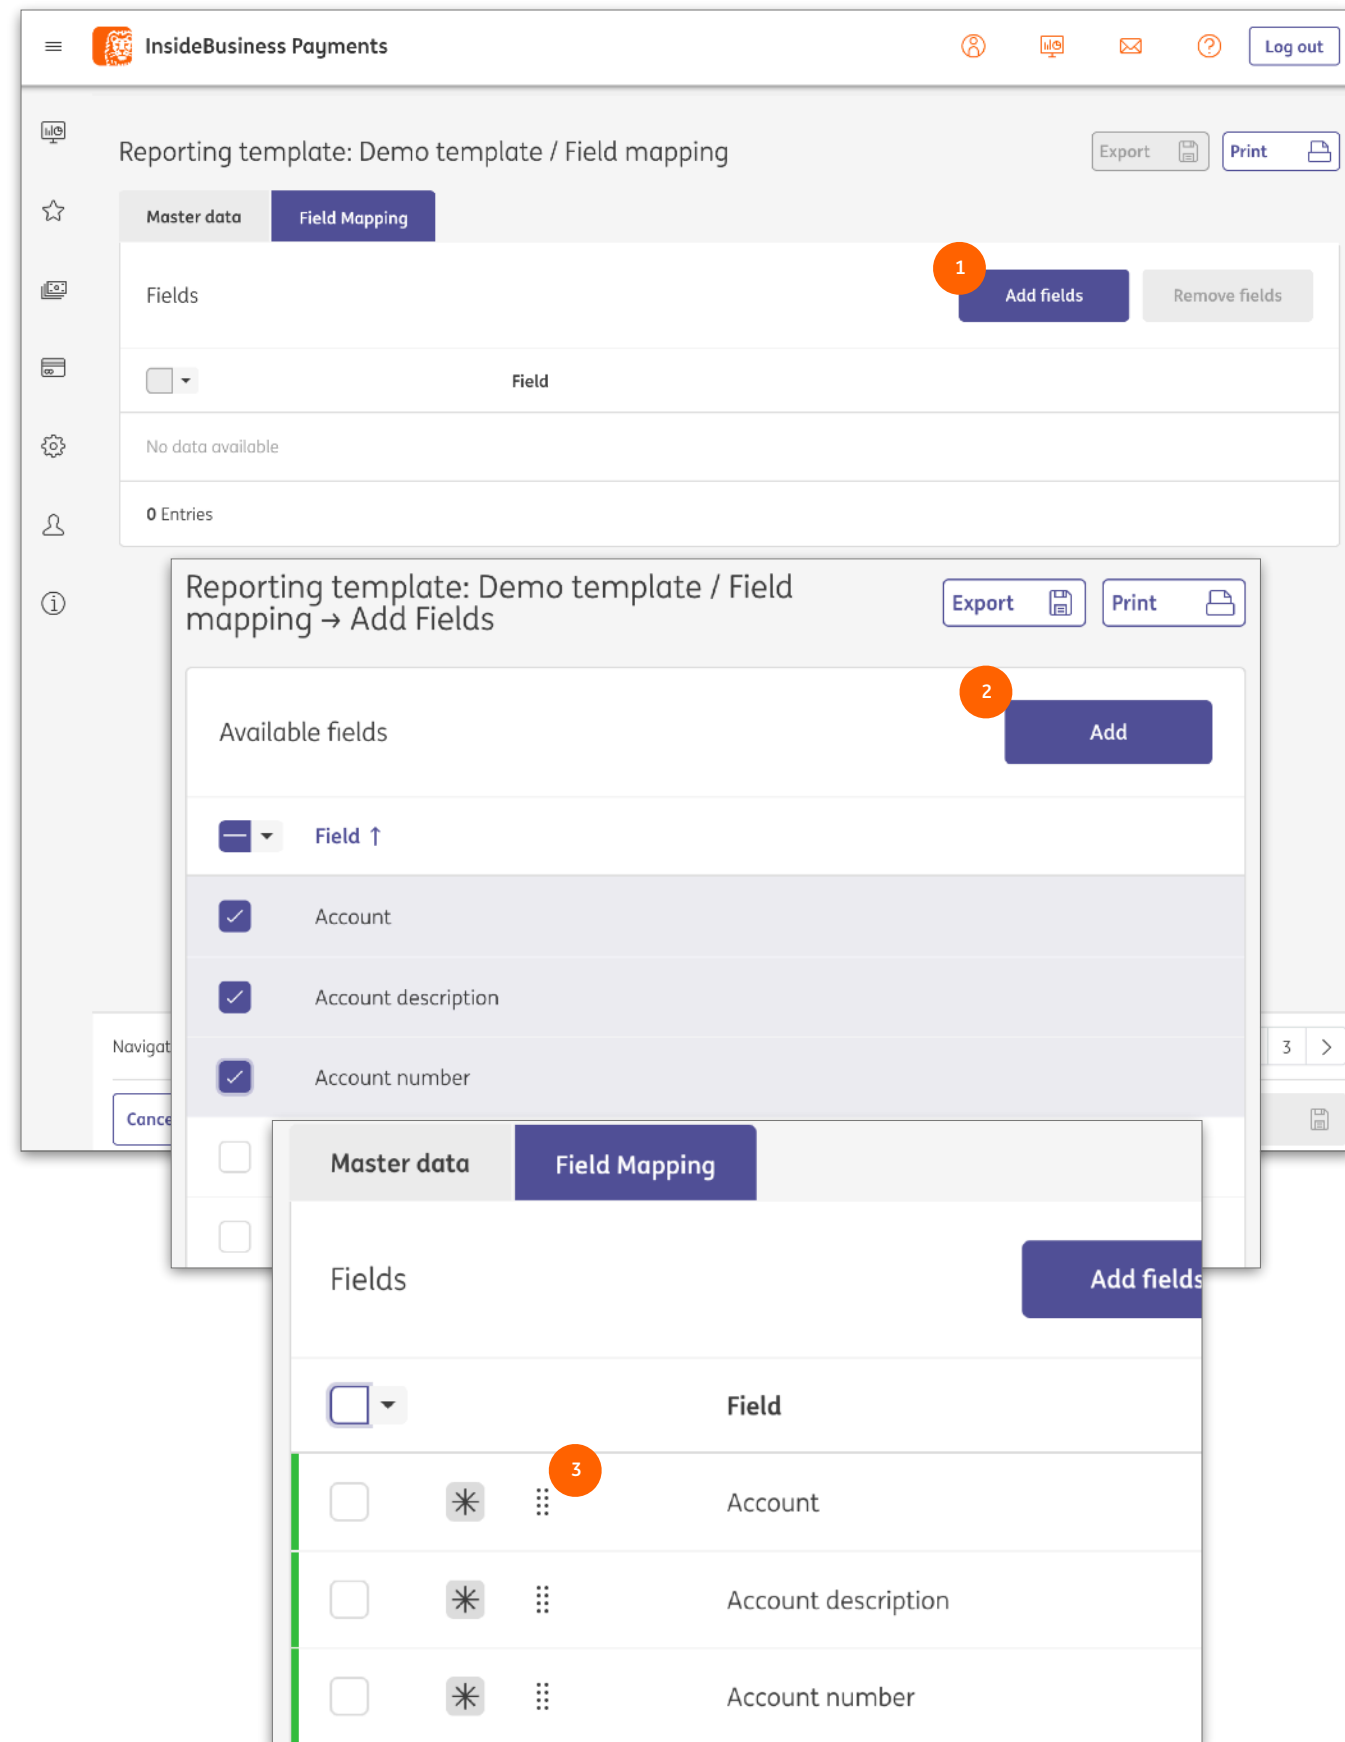 InsideBusiness Payments
Log out
Reporting template: Demo template / Field mapping
Export
Print
Master data
Field Mapping
1
Fields
Add fields
Remove fields
Field
No data available
0 Entries
Reporting template: Demo template / Field
mapping → Add Fields
Export
Print
2
Available fields
Add
Field ↑
Account
Account description
Navigat
3
Account number
Cance
Master data
Field Mapping
Fields
Add fields
Field
3
Account
Account description
Account number